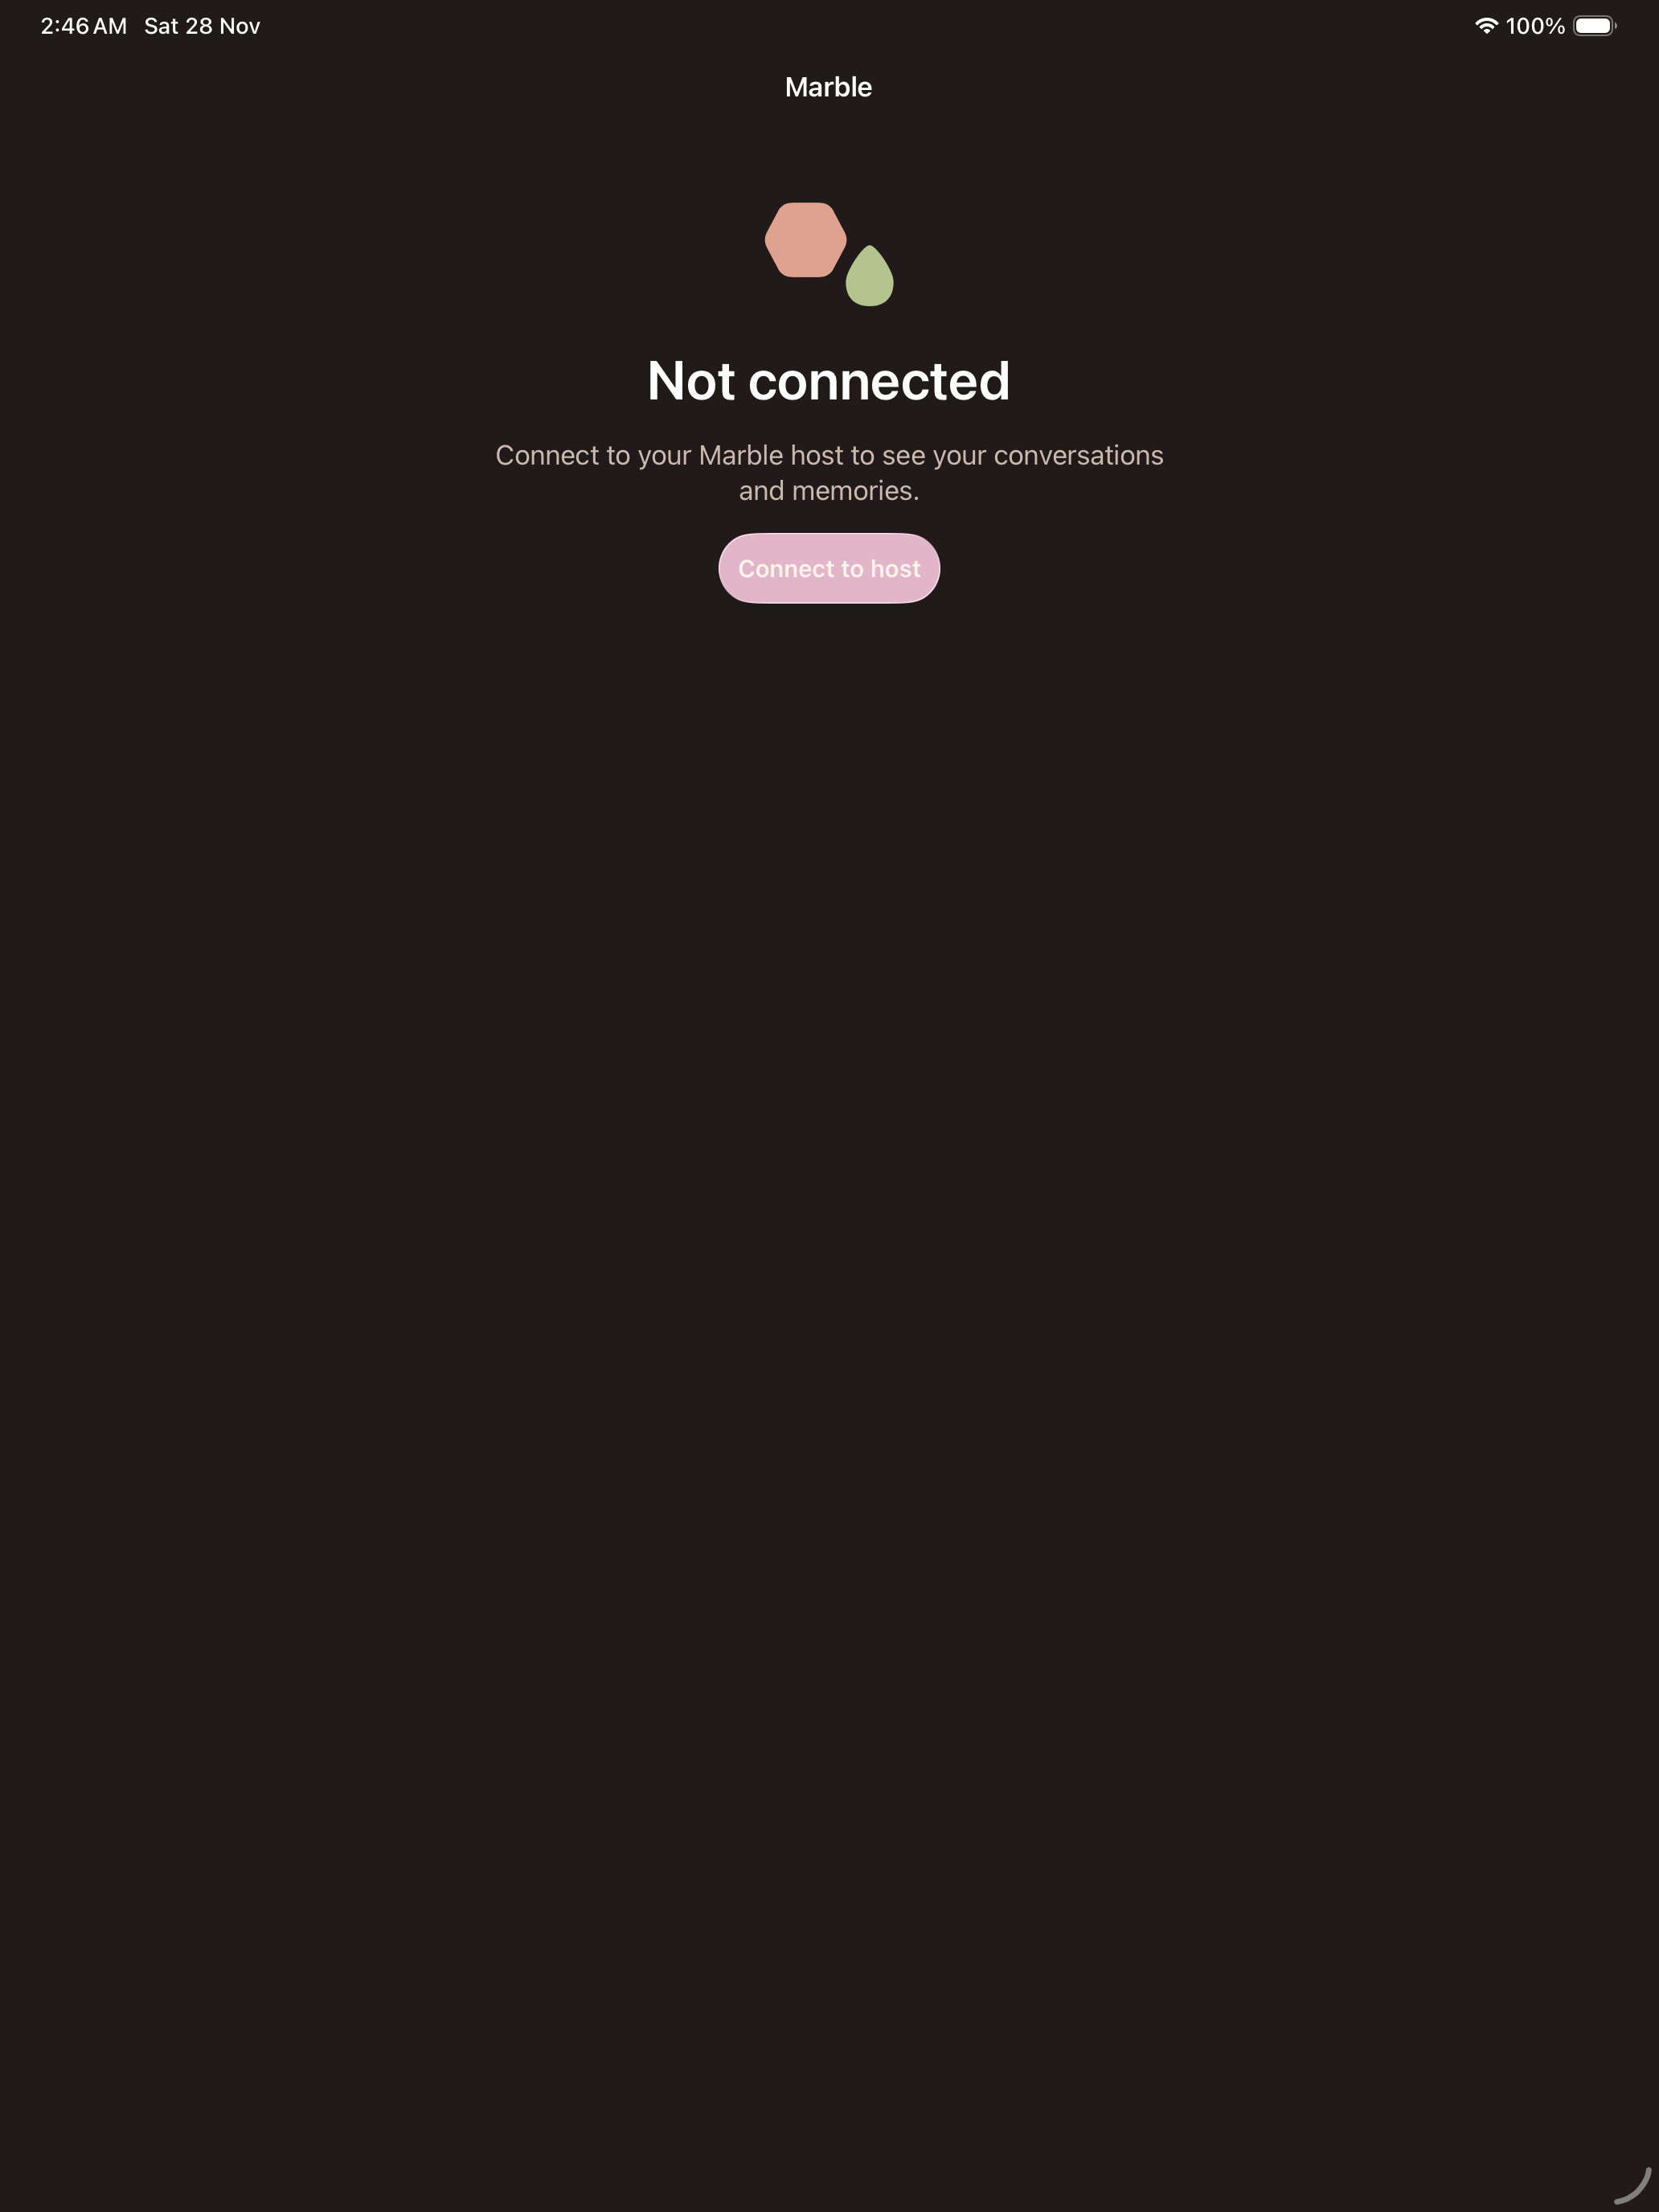 2:46 AM Sat 28 Nov
100%
Marble
Not connected
Connect to your Marble host to see your conversations
and memories.
Connect to host